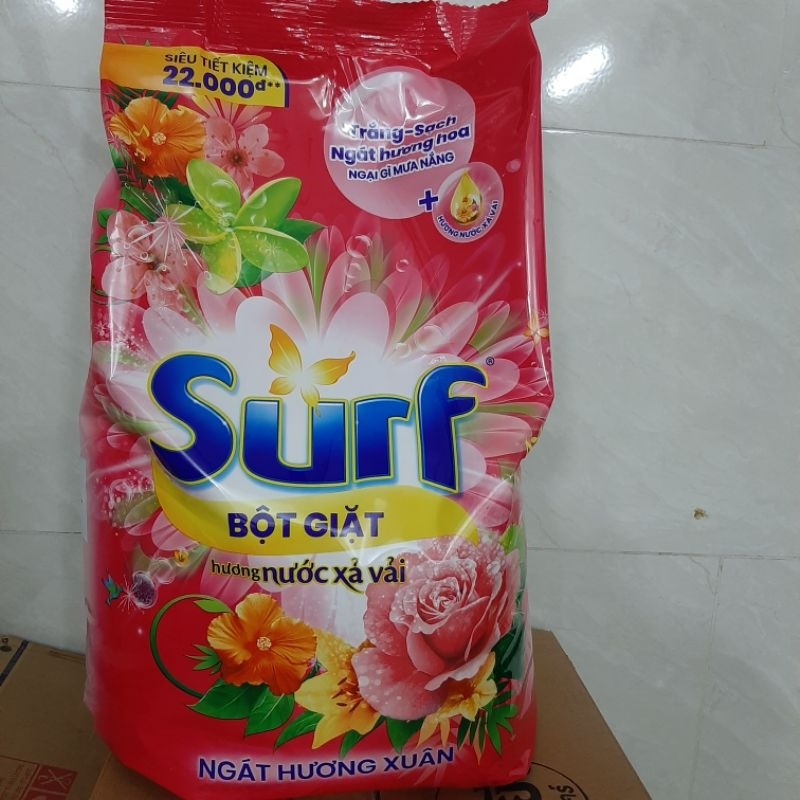 SIÊU TIẾT KIỆM
22.000đ**
Trắng-Sạch
Ngát hương hoa
NGẠI GÌ MƯA NẮNG
+
HƯƠNG NƯỚC XẢ VẢI
Surf®
BỘT GIẶT
hương nước xả vải
NGÁT HƯƠNG XUÂN